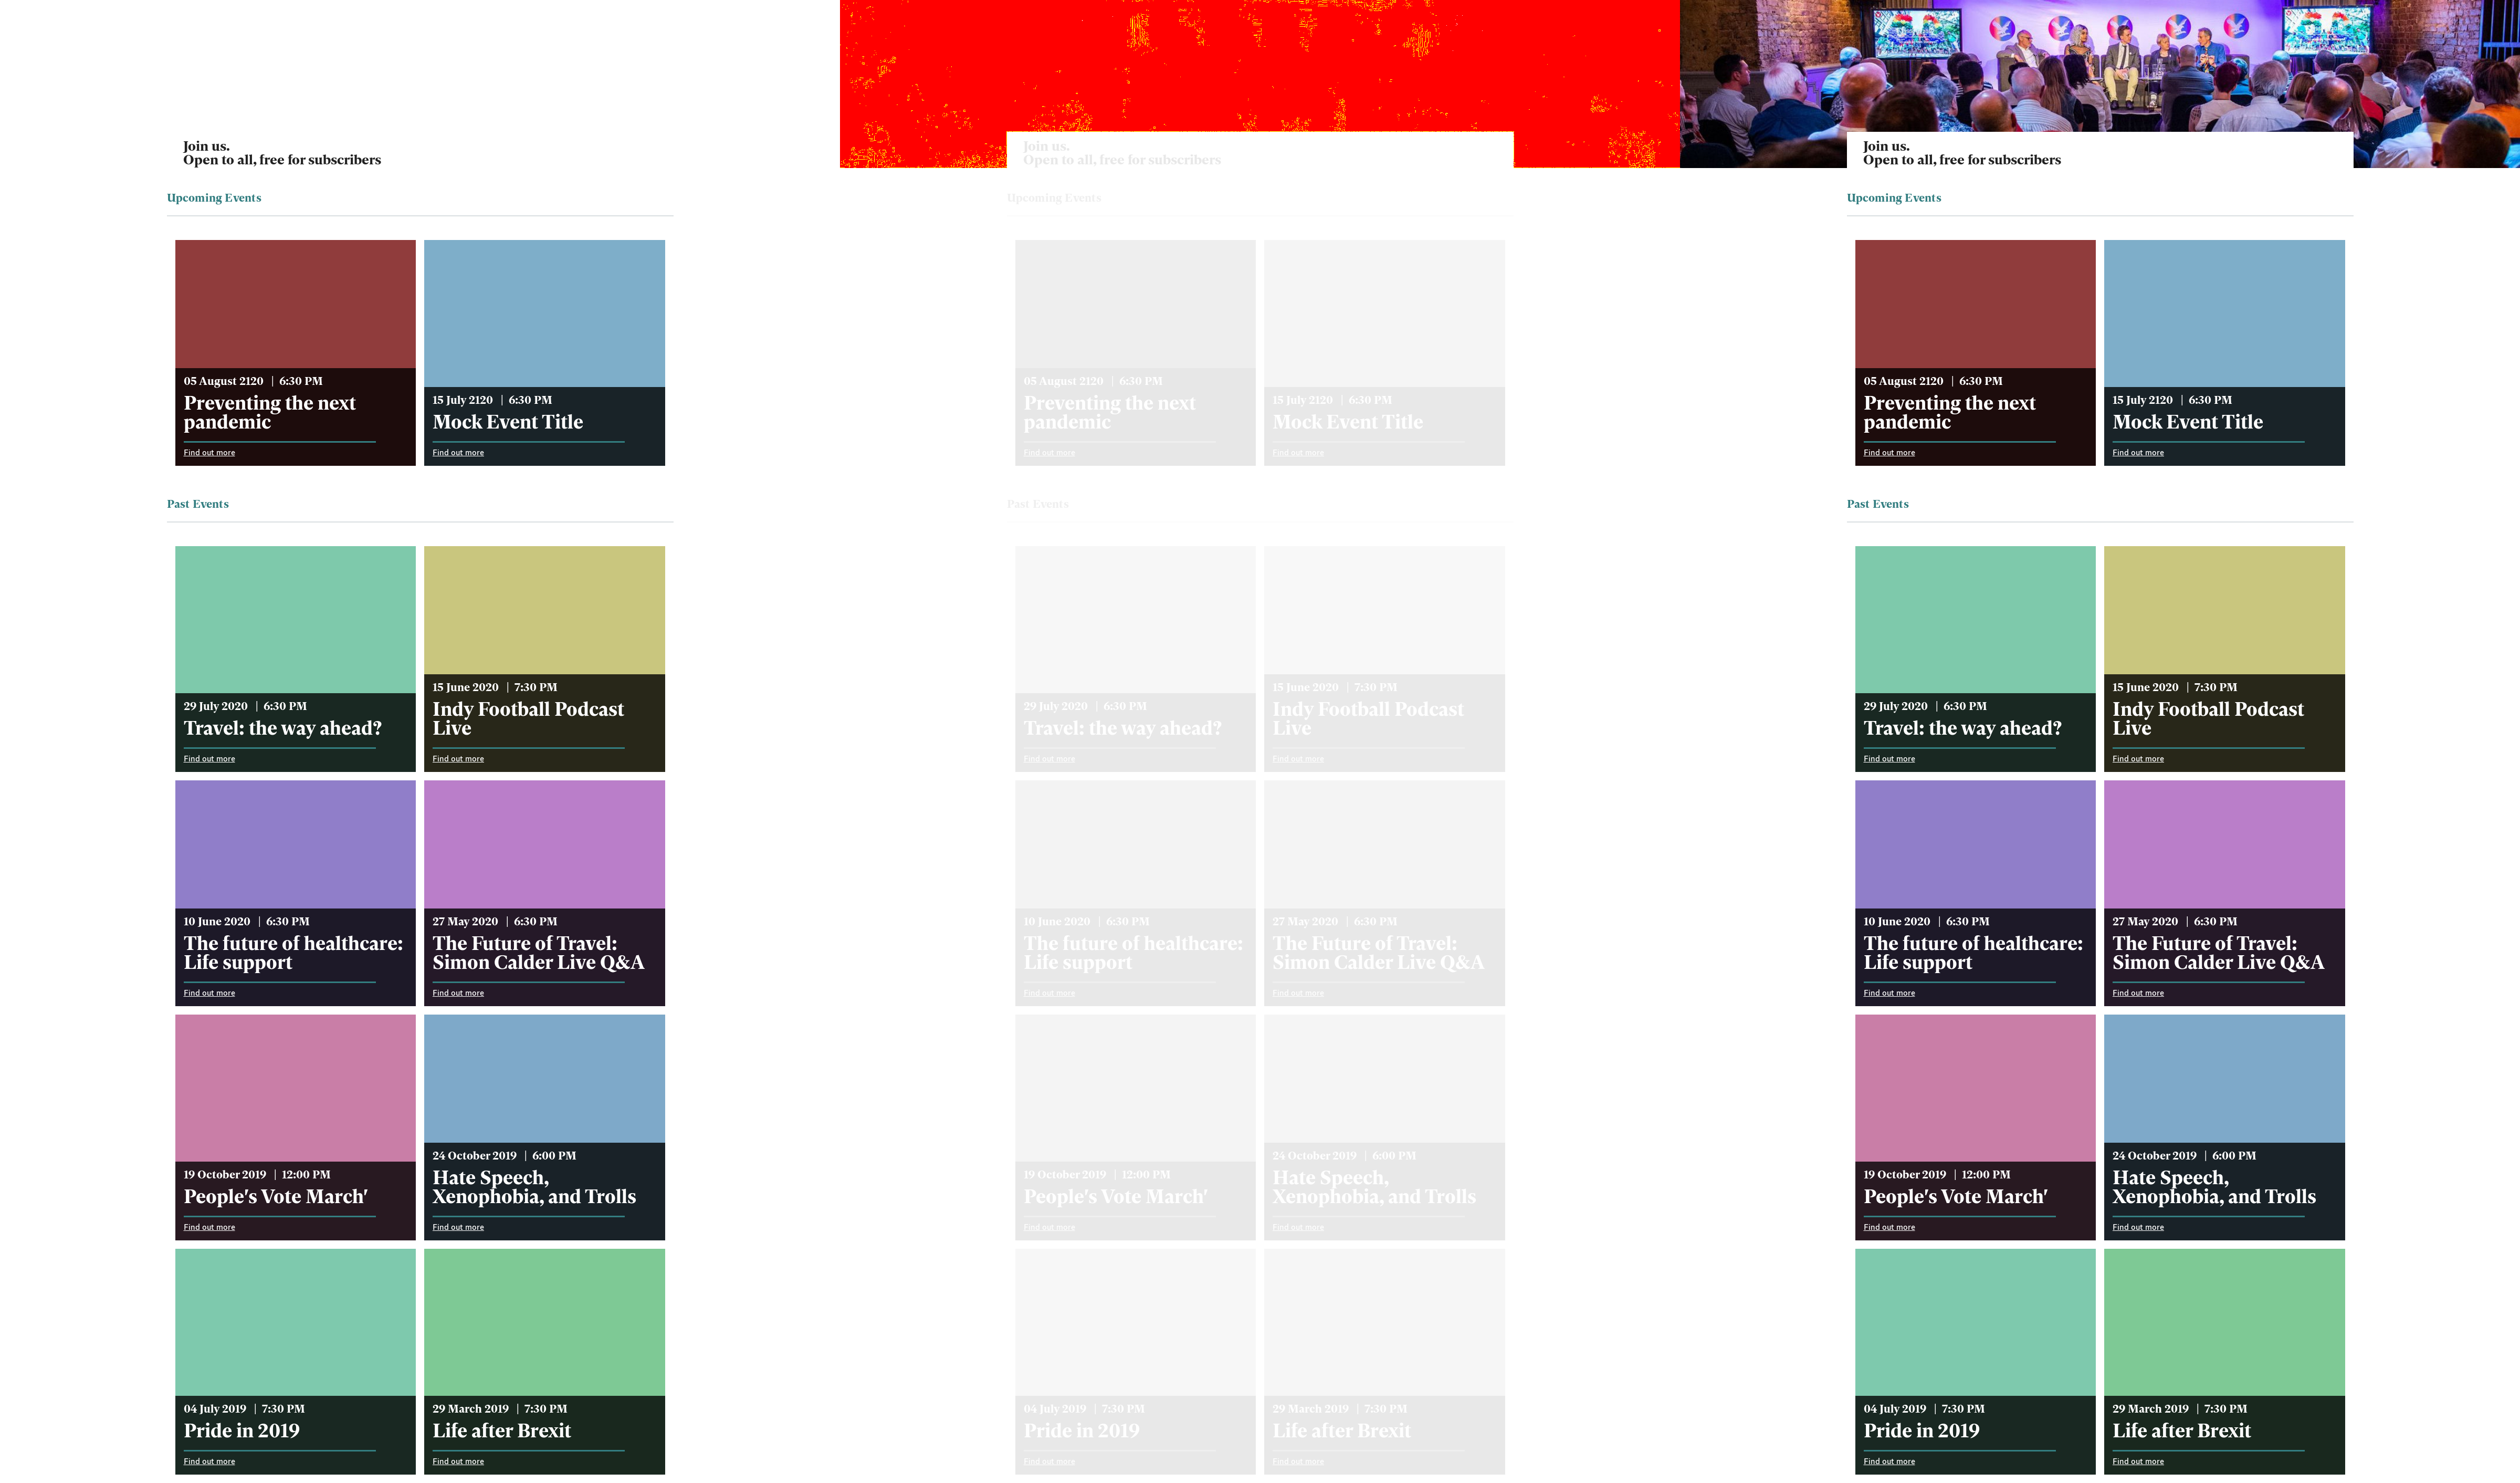 Join us.
Open to all, free for subscribers
Upcoming Events
05 August 2120 | 6:30 PM
Preventing the next
pandemic
Find out more
15 July 2120 | 6:30 PM
Mock Event Title
Find out more
Past Events
29 July 2020 | 6:30 PM
Travel: the way ahead?
Find out more
15 June 2020 | 7:30 PM
Indy Football Podcast
Live
Find out more
10 June 2020 | 6:30 PM
The future of healthcare:
Life support
Find out more
27 May 2020 | 6:30 PM
The Future of Travel:
Simon Calder Live Q&A
Find out more
19 October 2019 | 12:00 PM
People's Vote March'
Find out more
24 October 2019 | 6:00 PM
Hate Speech,
Xenophobia, and Trolls
Find out more
04 July 2019 | 7:30 PM
Pride in 2019
Find out more
29 March 2019 | 7:30 PM
Life after Brexit
Find out more
Join us.
Open to all, free for subscribers
Upcoming Events
05 August 2120 | 6:30 PM
Preventing the next
pandemic
Find out more
15 July 2120 | 6:30 PM
Mock Event Title
Find out more
Past Events
29 July 2020 | 6:30 PM
Travel: the way ahead?
Find out more
15 June 2020 | 7:30 PM
Indy Football Podcast
Live
Find out more
10 June 2020 | 6:30 PM
The future of healthcare:
Life support
Find out more
27 May 2020 | 6:30 PM
The Future of Travel:
Simon Calder Live Q&A
Find out more
19 October 2019 | 12:00 PM
People's Vote March'
Find out more
24 October 2019 | 6:00 PM
Hate Speech,
Xenophobia, and Trolls
Find out more
04 July 2019 | 7:30 PM
Pride in 2019
Find out more
29 March 2019 | 7:30 PM
Life after Brexit
Find out more
Join us.
Open to all, free for subscribers
Upcoming Events
05 August 2120 | 6:30 PM
Preventing the next
pandemic
Find out more
15 July 2120 | 6:30 PM
Mock Event Title
Find out more
Past Events
29 July 2020 | 6:30 PM
Travel: the way ahead?
Find out more
15 June 2020 | 7:30 PM
Indy Football Podcast
Live
Find out more
10 June 2020 | 6:30 PM
The future of healthcare:
Life support
Find out more
27 May 2020 | 6:30 PM
The Future of Travel:
Simon Calder Live Q&A
Find out more
19 October 2019 | 12:00 PM
People's Vote March'
Find out more
24 October 2019 | 6:00 PM
Hate Speech,
Xenophobia, and Trolls
Find out more
04 July 2019 | 7:30 PM
Pride in 2019
Find out more
29 March 2019 | 7:30 PM
Life after Brexit
Find out more